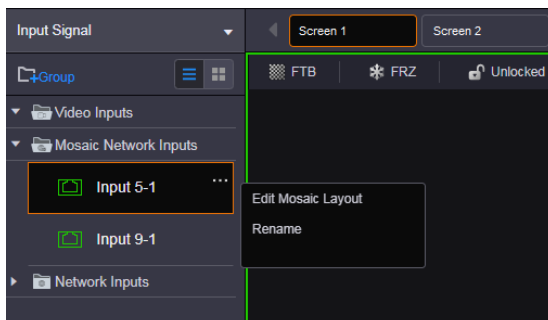 Input Signal
Screen 1
Screen 2
Group
FTB
FRZ
Unlocked
Video Inputs
Mosaic Network Inputs
Input 5-1
...
Edit Mosaic Layout
Rename
Input 9-1
Network Inputs